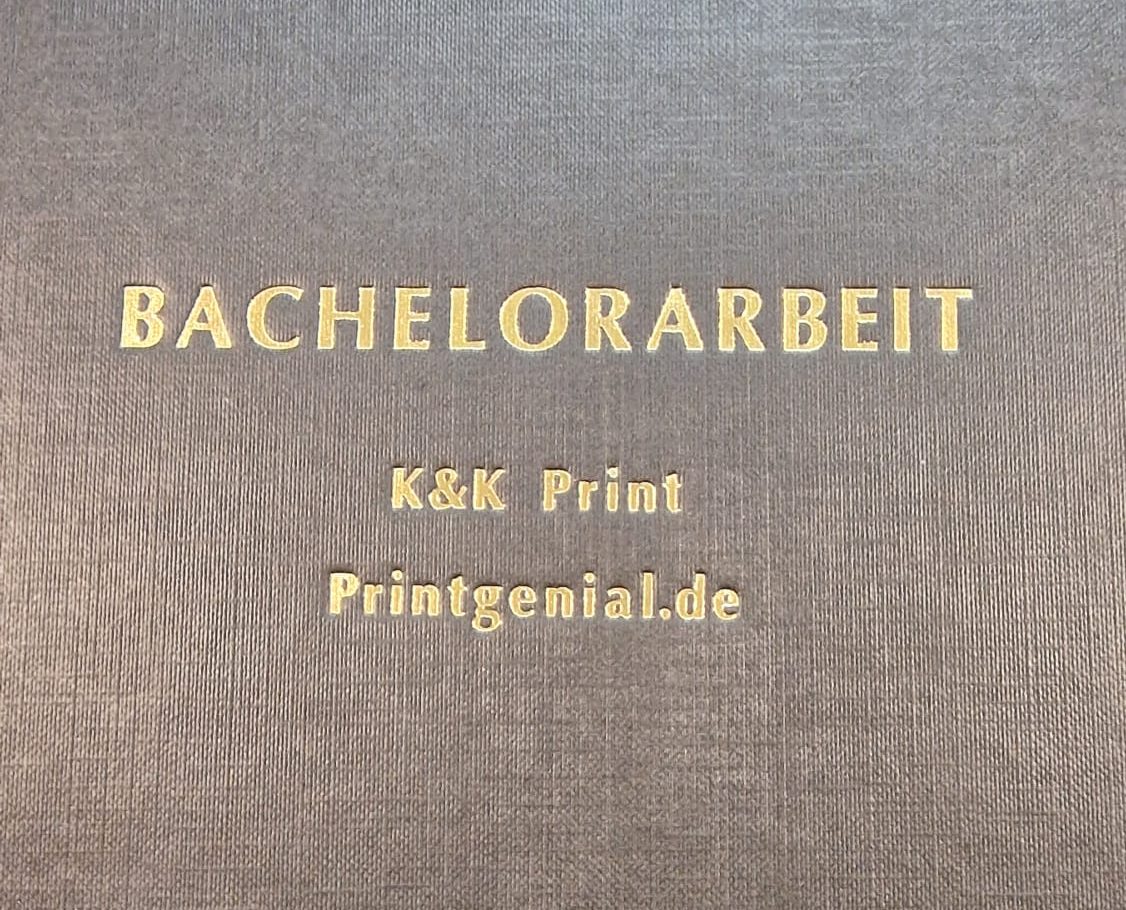 BACHELORARBEIT
K&K Print
Printgenial.de